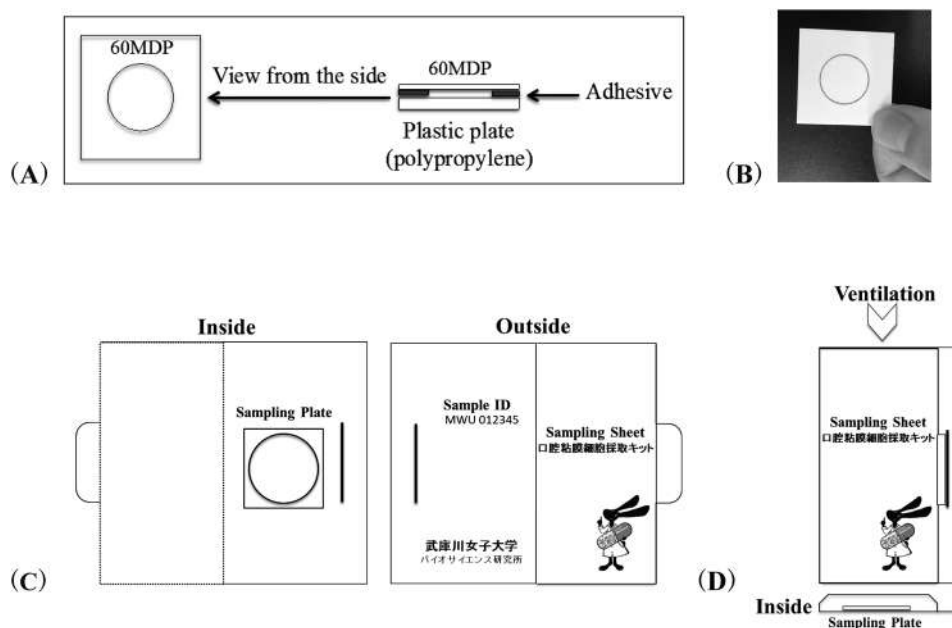 60MDP
View from the side
60MDP
Adhesive
Plastic plate
(polypropylene)
(A)
(B)
Inside
Outside
Sampling Plate
Sample ID
MWU 012345
Sampling Sheet
口腔粘膜細胞採取キット
武庫川女子大学
バイオサイエンス研究所
(C)
Ventilation
Sampling Sheet
口腔粘膜細胞採取キット
(D)
Inside
Sampling Plate